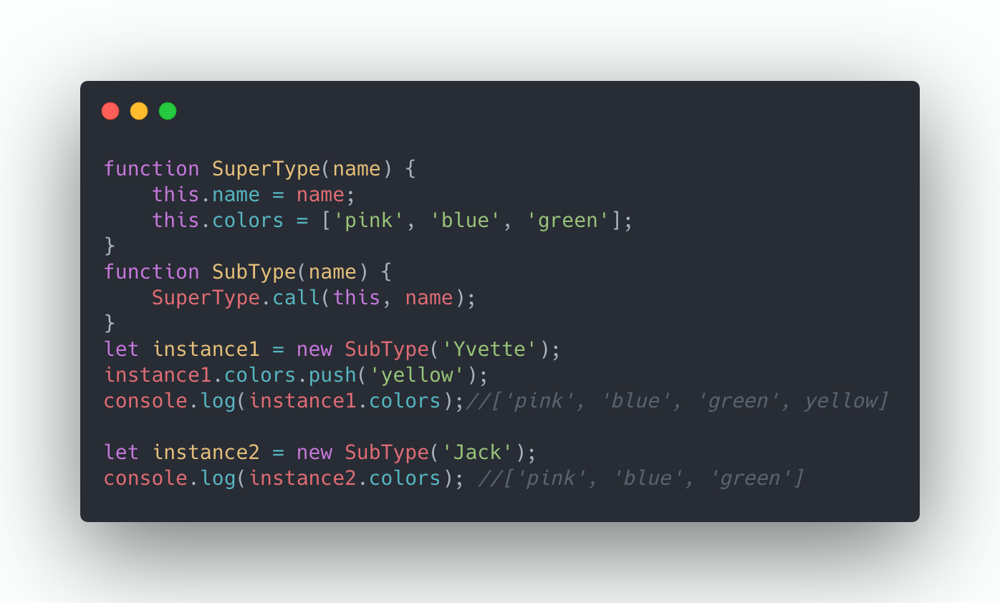 function SuperType(name) {
    this.name = name;
    this.colors = ['pink', 'blue', 'green'];
}
function SubType(name) {
    SuperType.call(this, name);
}
let instance1 = new SubType('Yvette');
instance1.colors.push('yellow');
console.log(instance1.colors);//['pink', 'blue', 'green', yellow]

let instance2 = new SubType('Jack');
console.log(instance2.colors); //['pink', 'blue', 'green']